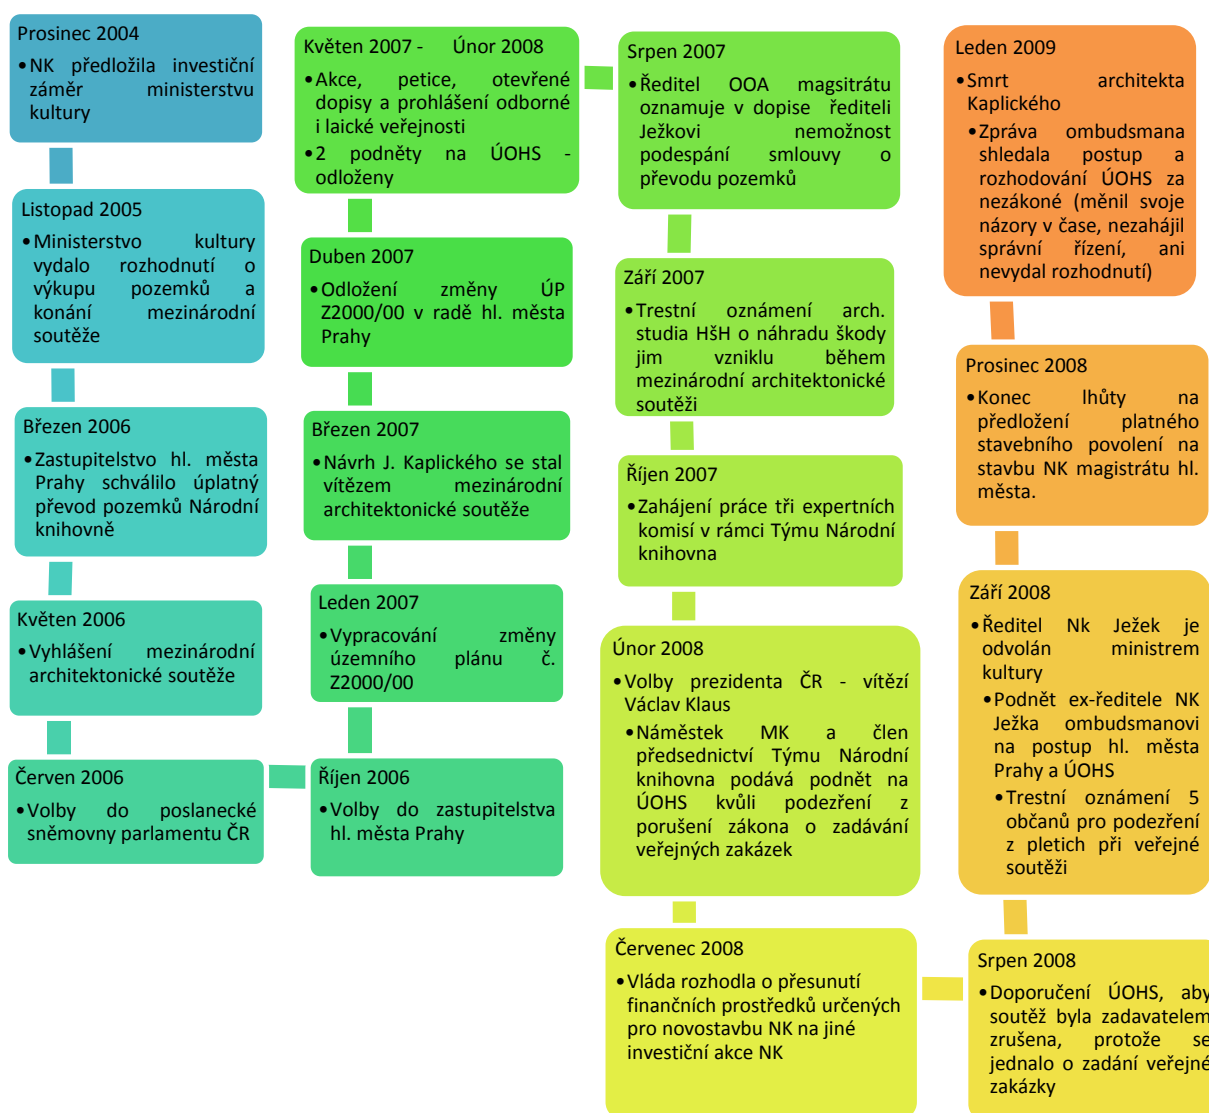 Prosinec 2004
•NK předložila investiční
záměr ministerstvu
kultury
Listopad 2005
•Ministerstvo kultury
vydalo rozhodnutí o
výkupu pozemků a
konání mezinárodní
soutěže
Březen 2006
•Zastupitelstvo hl. města
Prahy schválilo úplatný
převod pozemků Národní
knihovně
Květen 2006
•Vyhlášení mezinárodní
architektonické soutěže
Červen 2006
•Volby do poslanecké
sněmovny parlamentu ČR
Říjen 2006
•Volby do zastupitelstva
hl. města Prahy
Leden 2007
•Vypracování změny
územního plánu č.
Z2000/00
Březen 2007
•Návrh J. Kaplického se stal
vítězem mezinárodní
architektonické soutěže
Duben 2007
•Odložení změny ÚP
Z2000/00 v radě hl. města
Prahy
Květen 2007 - Únor 2008
•Akce, petice, otevřené
dopisy a prohlášení odborné
i laické veřejnosti
•2 podněty na ÚOHS -
odloženy
Srpen 2007
•Ředitel OOA magsitrátu
oznamuje v dopise řediteli
Ježkovi nemožnost
podespání smlouvy o
převodu pozemků
Září 2007
•Trestní oznámení arch.
studia HšH o náhradu škody
jim vzniklu během
mezinárodní architektonické
soutěži
Říjen 2007
•Zahájení práce tři expertních
komisí v rámci Týmu Národní
knihovna
Únor 2008
•Volby prezidenta ČR - vítězí
Václav Klaus
•Náměstek MK a člen
předsednictví Týmu Národní
knihovna podává podnět na
ÚOHS kvůli podezření z
porušení zákona o zadávání
veřejných zakázek
Červenec 2008
•Vláda rozhodla o přesunutí
finančních prostředků určených
pro novostavbu NK na jiné
investiční akce NK
Srpen 2008
•Doporučení ÚOHS, aby
soutěž byla zadavatelem
zrušena, protože se
jednalo o zadání veřejné
zakázky
Září 2008
•Ředitel Nk Ježek je
odvolán ministrem
kultury
•Podnět ex-ředitele NK
Ježka ombudsmanovi
na postup hl. města
Prahy a ÚOHS
•Trestní oznámení 5
občanů pro podezření
z pletich při veřejné
soutěži
Prosinec 2008
•Konec lhůty na
předložení platného
stavebního povolení na
stavbu NK magistrátu hl.
města.
Leden 2009
•Smrt architekta
Kaplického
•Zpráva ombudsmana
shledala postup a
rozhodování ÚOHS za
nezákoné (měnil svoje
názory v čase, nezahájil
správní řízení, ani
nevydal rozhodnutí)